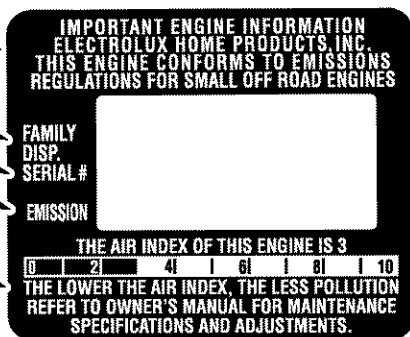 IMPORTANT ENGINE INFORMATION
ELECTROLUX HOME PRODUCTS, INC.
THIS ENGINE CONFORMS TO EMISSIONS
REGULATIONS FOR SMALL OFF ROAD ENGINES
FAMILY
DISP.
SERIAL #
EMISSION
THE AIR INDEX OF THIS ENGINE IS 3
0 2 4 6 8 10
THE LOWER THE AIR INDEX, THE LESS POLLUTION
REFER TO OWNER'S MANUAL FOR MAINTENANCE
SPECIFICATIONS AND ADJUSTMENTS.